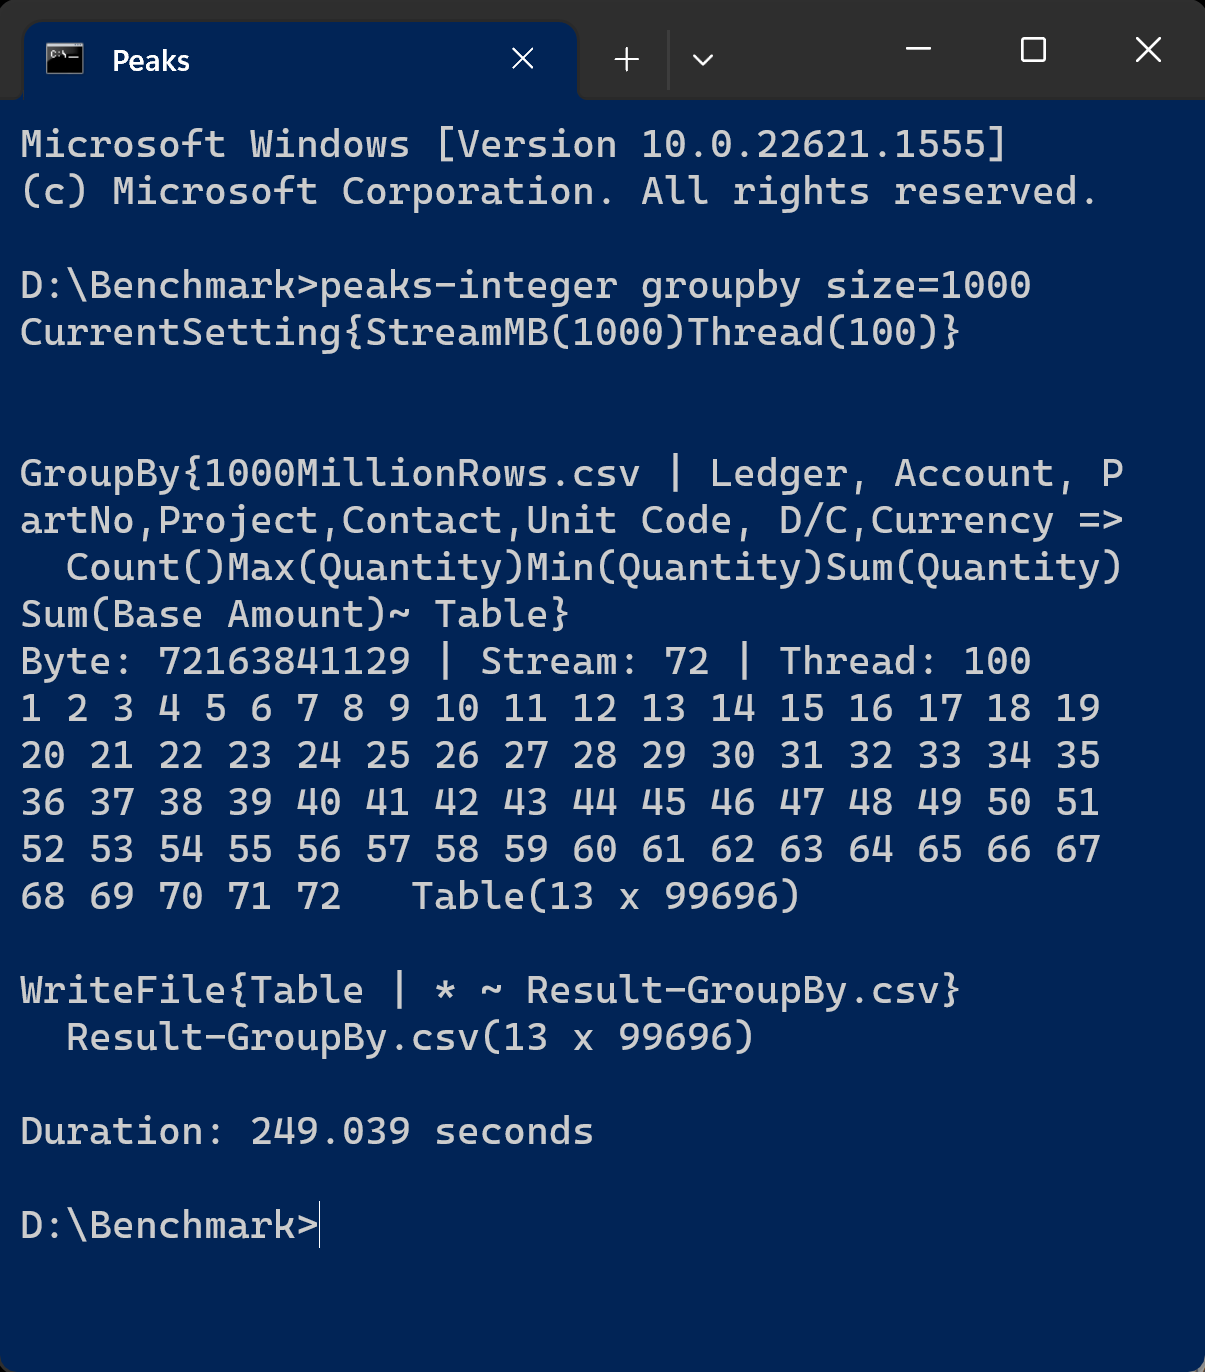 Peaks
Microsoft Windows [Version 10.0.22621.1555]
(c) Microsoft Corporation. All rights reserved.
D:\Benchmark>peaks-integer groupby size=1000
CurrentSetting{StreamMB(1000)Thread(100)}
GroupBy{1000MillionRows.csv | Ledger, Account, P
artNo,Project,Contact,Unit Code, D/C,Currency =>
  Count()Max(Quantity)Min(Quantity)Sum(Quantity)
Sum(Base Amount)~ Table}
Byte: 72163841129 | Stream: 72 | Thread: 100
1 2 3 4 5 6 7 8 9 10 11 12 13 14 15 16 17 18 19
20 21 22 23 24 25 26 27 28 29 30 31 32 33 34 35
36 37 38 39 40 41 42 43 44 45 46 47 48 49 50 51
52 53 54 55 56 57 58 59 60 61 62 63 64 65 66 67
68 69 70 71 72   Table(13 x 99696)
WriteFile{Table | * ~ Result-GroupBy.csv}
  Result-GroupBy.csv(13 x 99696)
Duration: 249.039 seconds
D:\Benchmark>